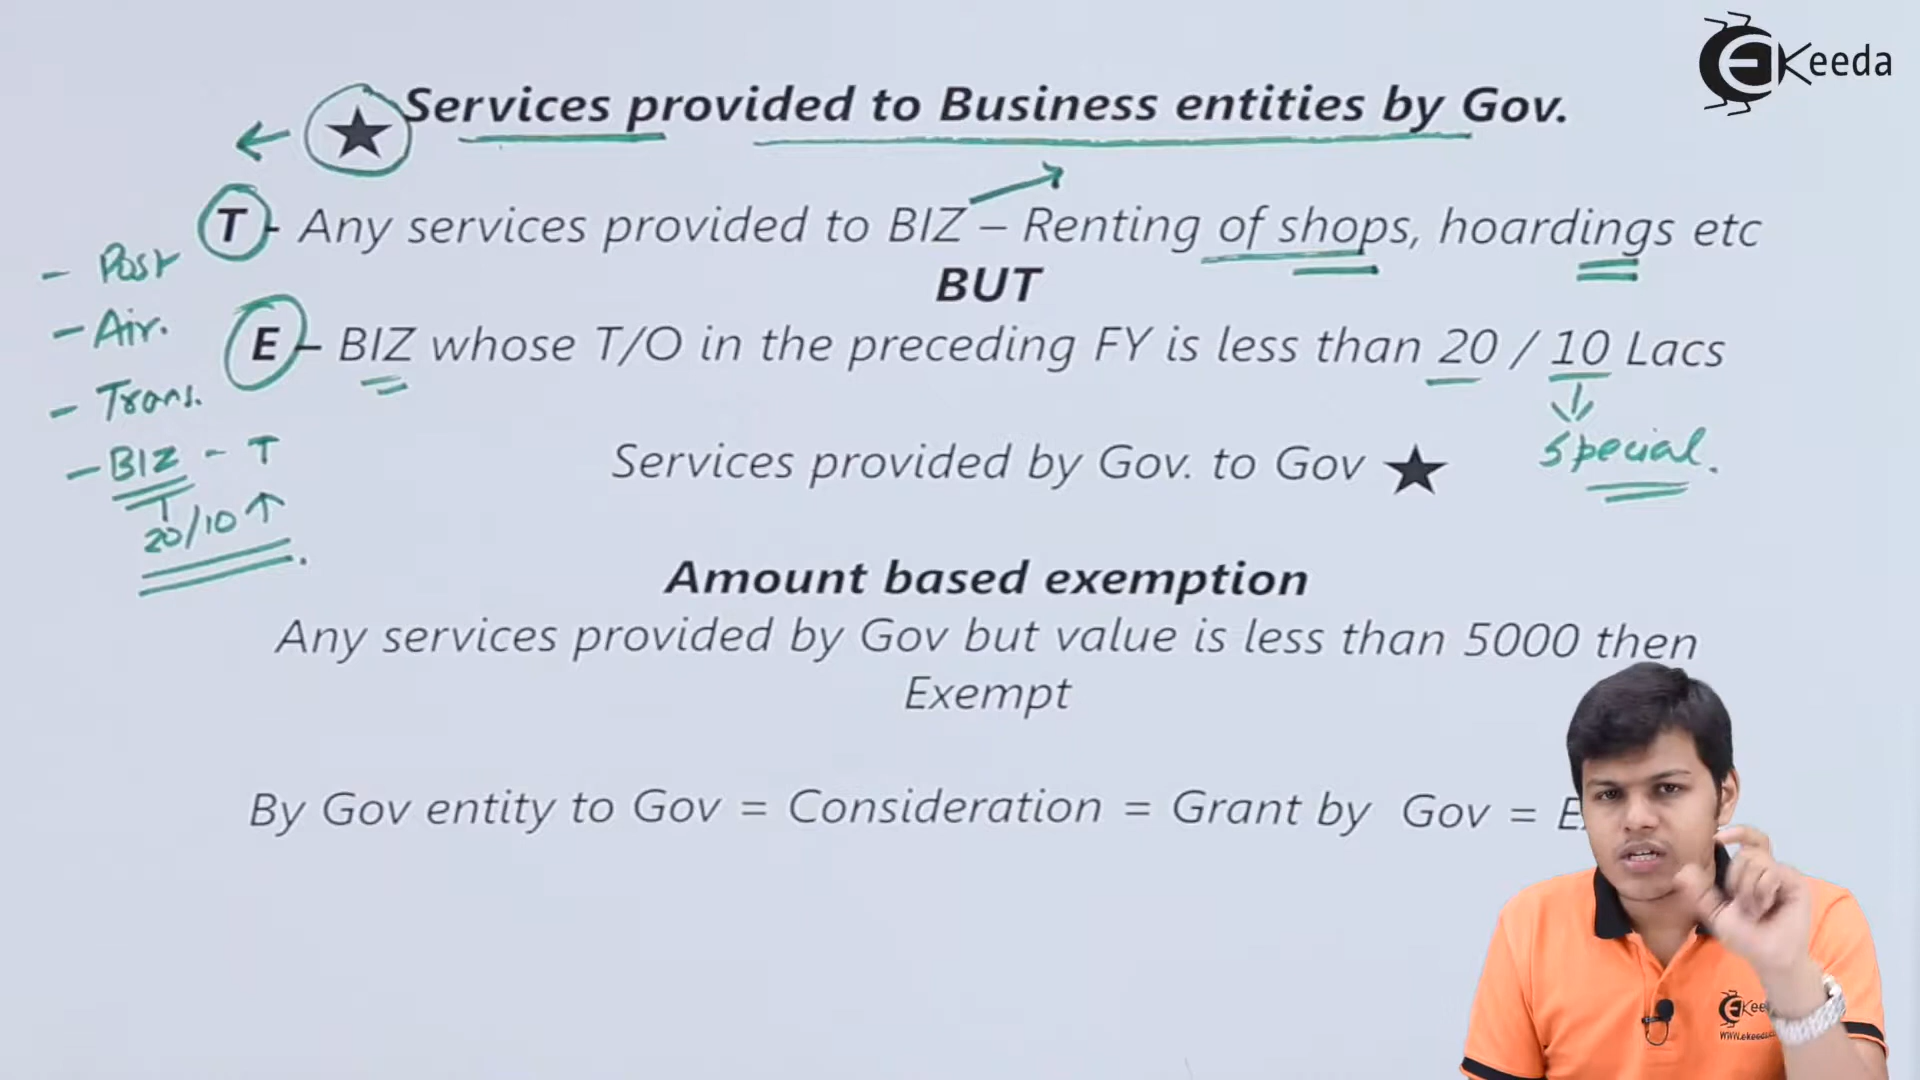 Keeda
Services provided to Business entities by Gov.
T - Any services provided to BIZ – Renting of shops, hoardings etc
- Post
BUT
- Air.
E – BIZ whose T/O in the preceding FY is less than 20 / 10 Lacs
- Trans.
- BIZ - T
20/10 ↑
Special.
Services provided by Gov. to Gov ★
Amount based exemption
Any services provided by Gov but value is less than 5000 then
Exempt
By Gov entity to Gov = Consideration = Grant by Gov =